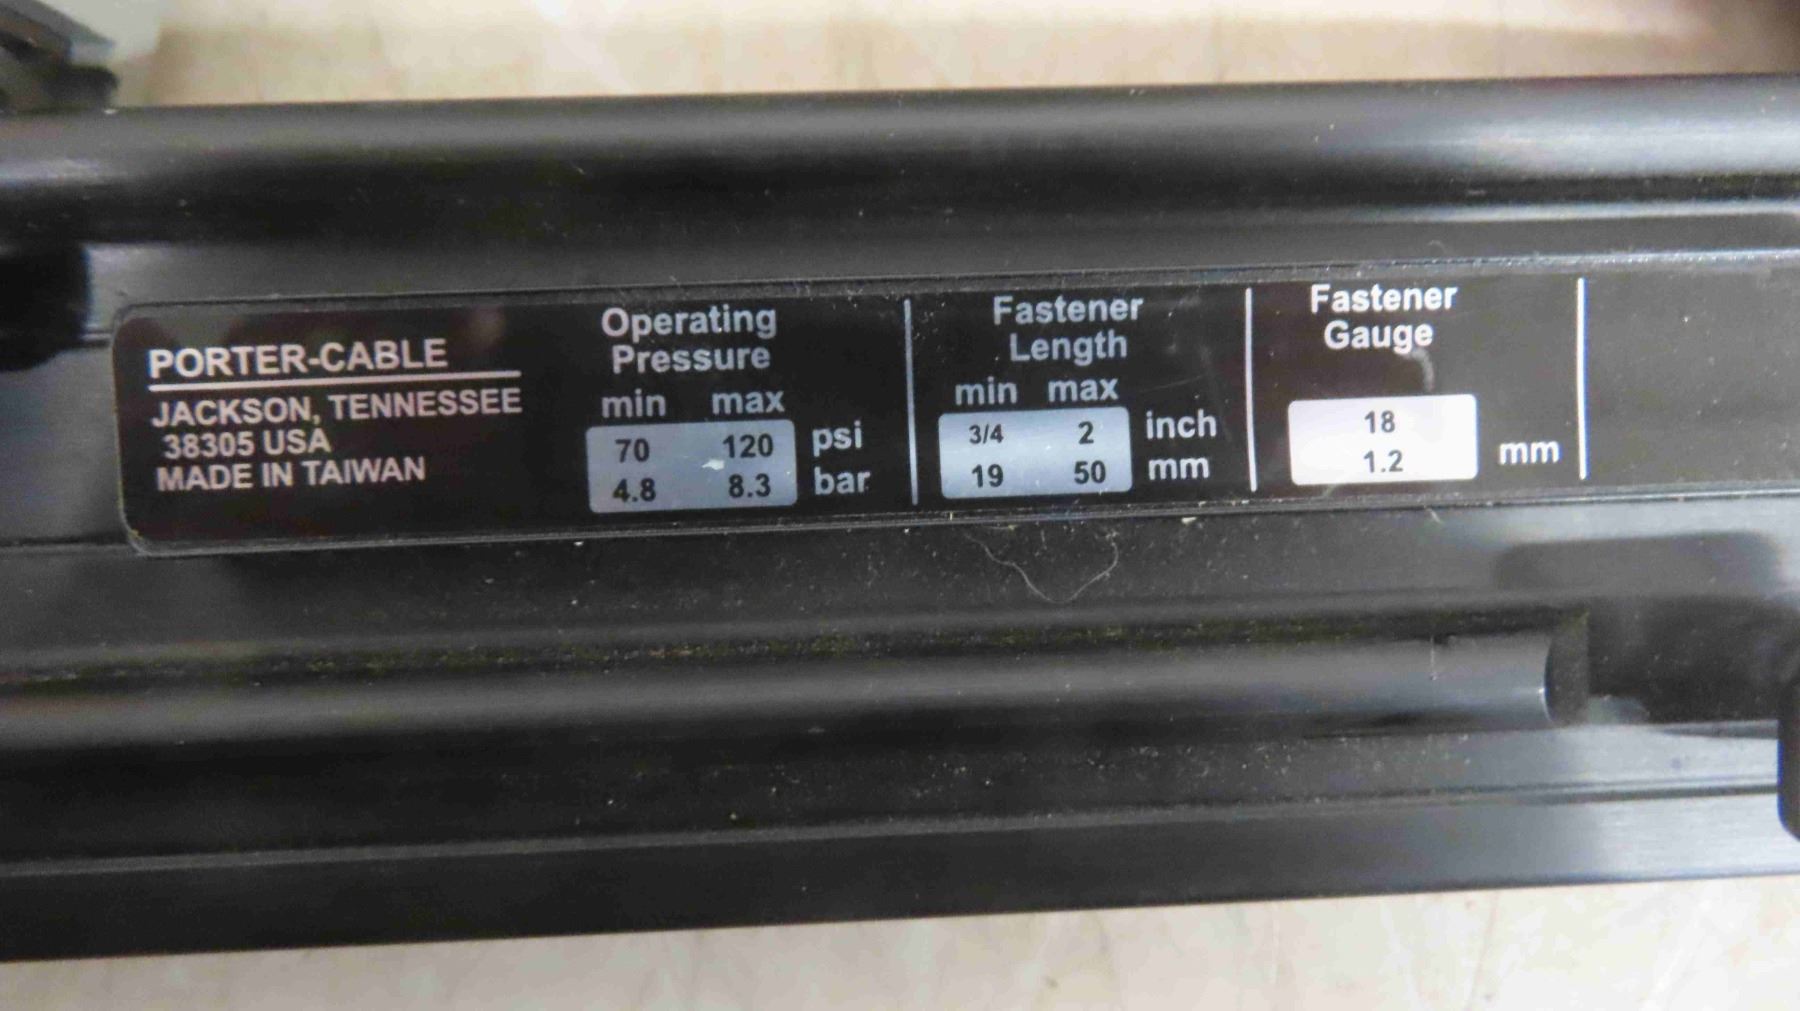 PORTER-CABLE
JACKSON, TENNESSEE
38305 USA
MADE IN TAIWAN
Operating
Pressure
min max
70 120 psi
4.8 8.3 bar
Fastener
Length
min max
3/4 2 inch
19 50 mm
Fastener
Gauge
18
1.2 mm